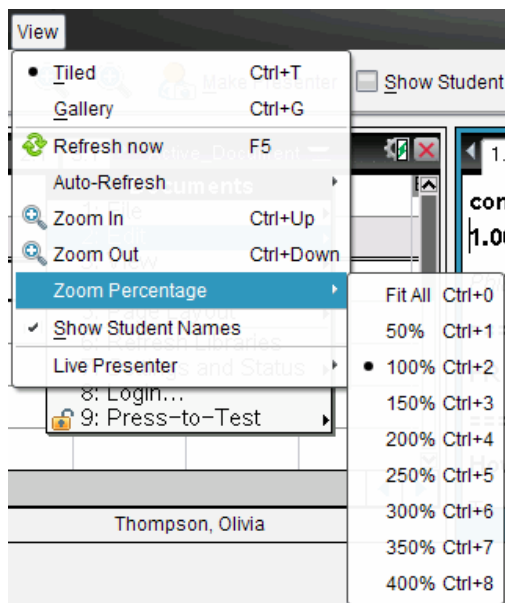 View
Tiled Ctrl+T
Make Presenter
Show Student
Gallery Ctrl+G
Refresh now F5
1.
Auto-Refresh
Zoom In Ctrl+Up
1.0
Zoom Out Ctrl+Down
Zoom Percentage
Fit All Ctrl+0
Show Student Names
50% Ctrl+1
Live Presenter
100% Ctrl+2
8: Login...
150% Ctrl+3
9: Press-to-Test
200% Ctrl+4
250% Ctrl+5
300% Ctrl+6
Thompson, Olivia
350% Ctrl+7
400% Ctrl+8